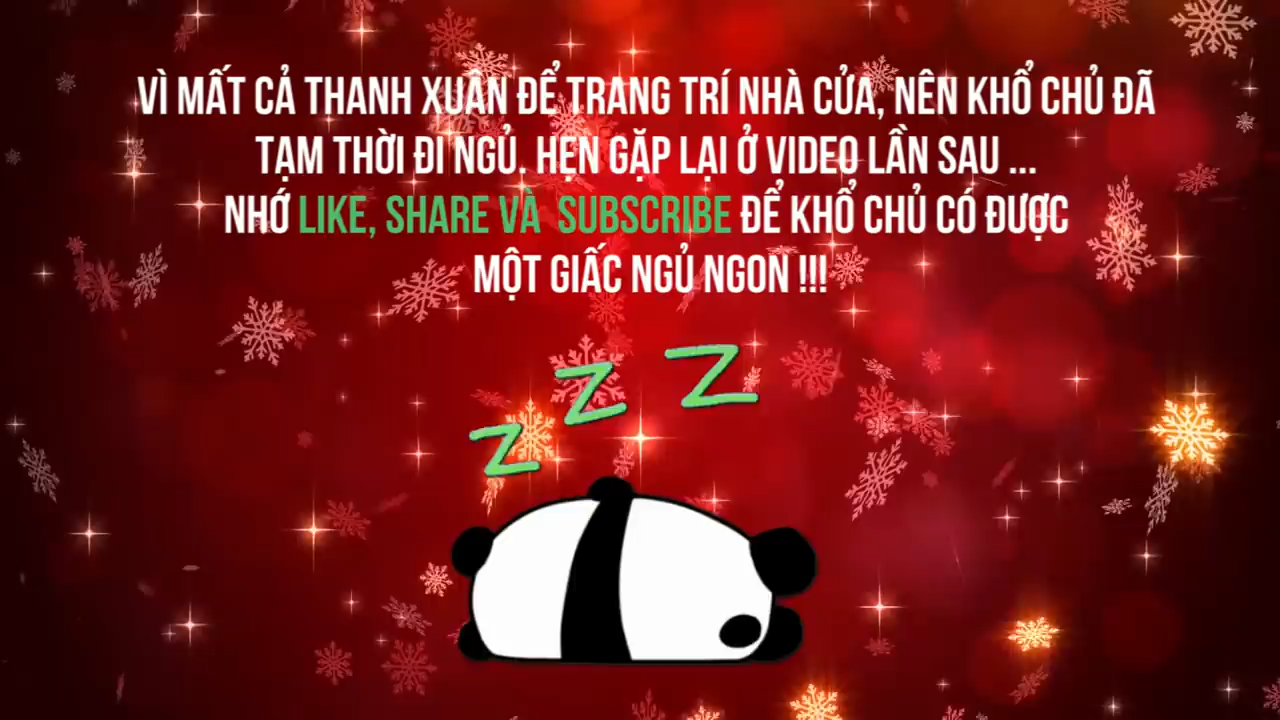 VÌ MẤT CẢ THANH XUÂN ĐỂ TRANG TRÍ NHÀ CỬA, NÊN KHỔ CHỦ ĐÃ
TẠM THỜI ĐI NGỦ. HẸN GẶP LẠI Ở VIDEO LẦN SAU ...
NHỚ LIKE, SHARE VÀ SUBSCRIBE ĐỂ KHỔ CHỦ CÓ ĐƯỢC
MỘT GIẤC NGỦ NGON !!!
Z Z Z